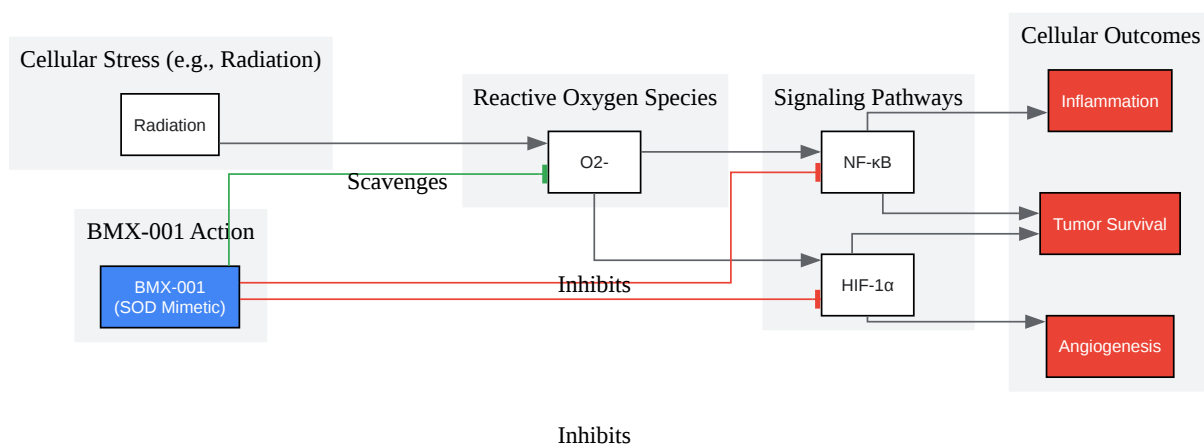 Cellular Stress (e.g., Radiation)
Radiation
BMX-001 Action
BMX-001
(SOD Mimetic)
Scavenges
Inhibits
Inhibits
Reactive Oxygen Species
O2-
Signaling Pathways
NF-κB
HIF-1α
Cellular Outcomes
Inflammation
Tumor Survival
Angiogenesis